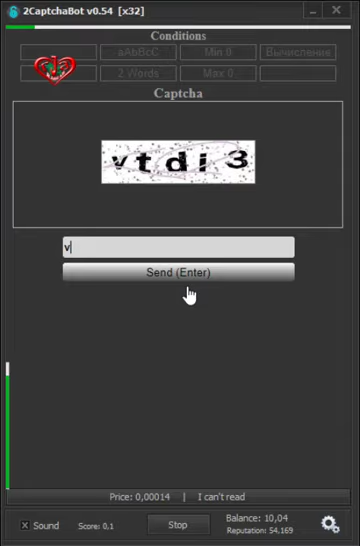 2CaptchaBot v0.54 [x32]
Conditions
aAbBcC Min 0 Вычисление
2 Words Max 0
Captcha
vtdi3
v
Send (Enter)
Price: 0,00014 | I can't read
Sound Score: 0,1 Stop Balance: 10,04
Reputation: 54.169